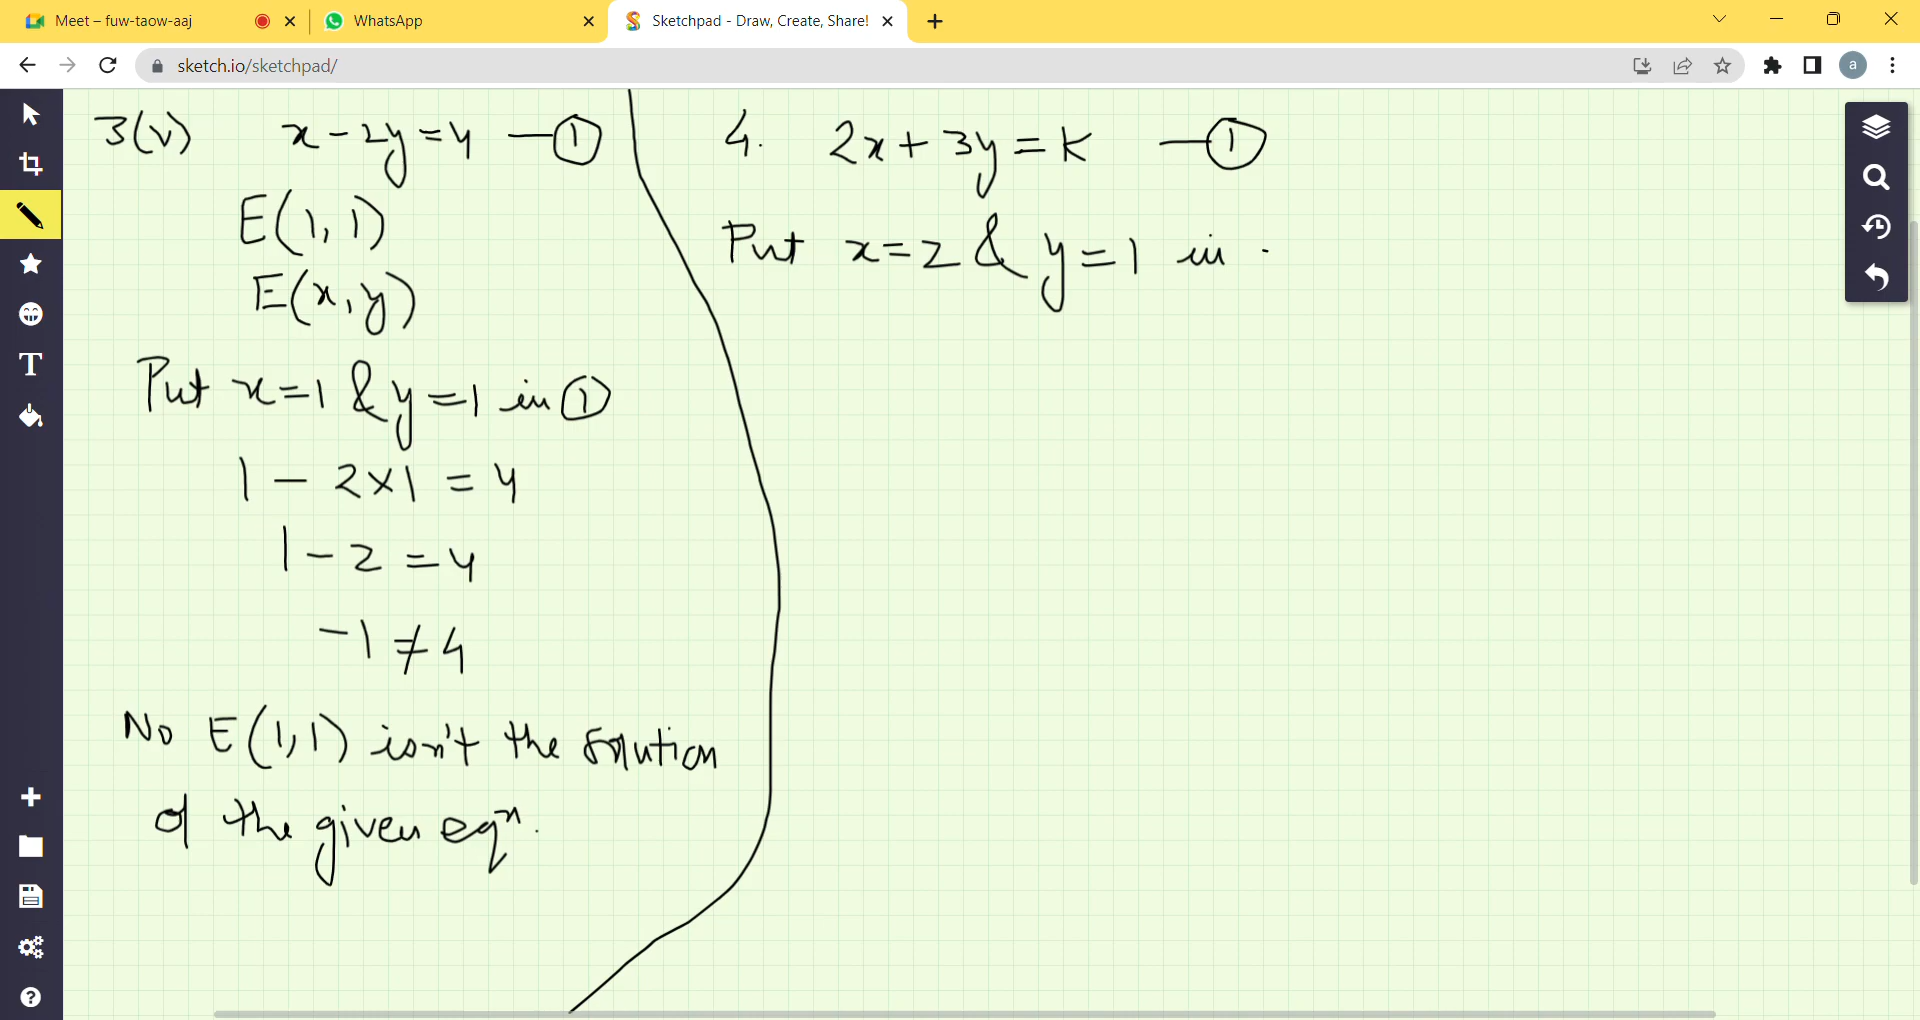 Meet – fuw-taow-aaj
WhatsApp
Sketchpad - Draw, Create, Share!
sketch.io/sketchpad/
a
3(v) x - 2y = 4 — ①
E(1, 1)
E(x, y)
Put x = 1 & y = 1 in ①
1 - 2×1 = 4
1 - 2 = 4
-1 ≠ 4
No E(1, 1) isn't the solution
of the given eqⁿ.
4. 2x + 3y = K — ①
Put x = 2 & y = 1 in
T